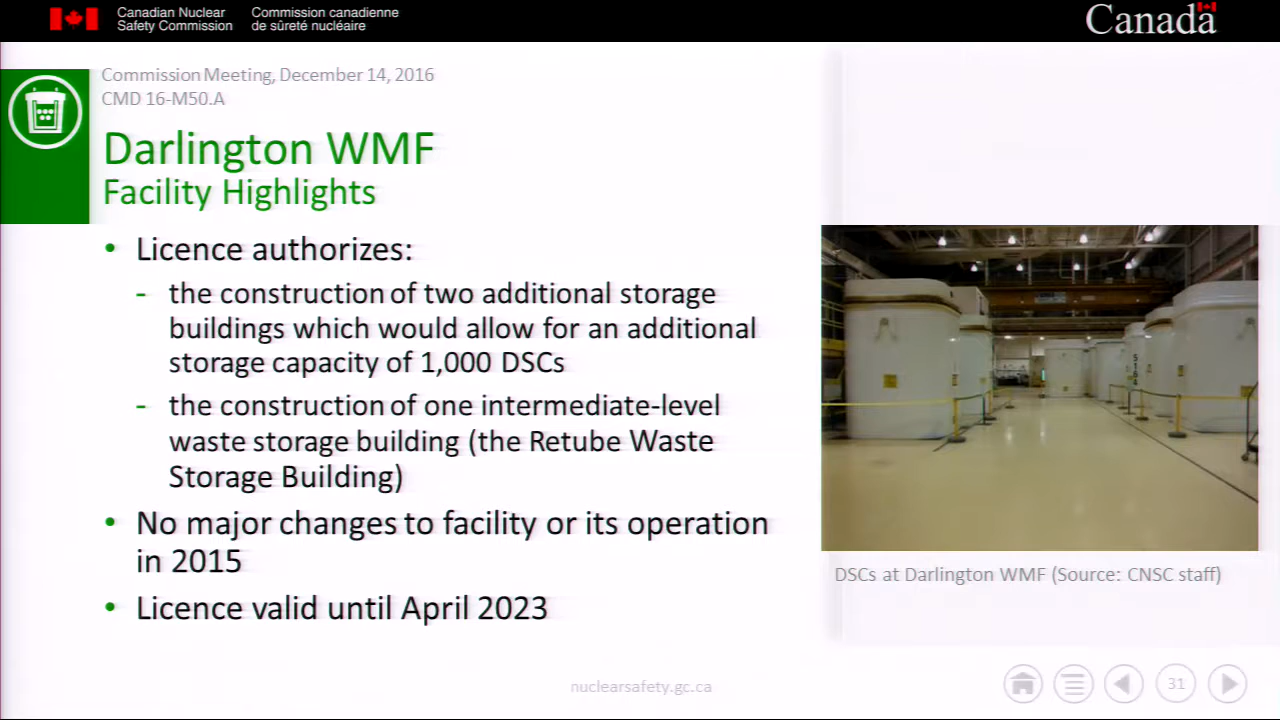 Canadian Nuclear
Safety Commission
Commission canadienne
de sûreté nucléaire
Canada
Commission Meeting, December 14, 2016
CMD 16-M50.A
Darlington WMF
Facility Highlights
• Licence authorizes:
- the construction of two additional storage
buildings which would allow for an additional
storage capacity of 1,000 DSCs
- the construction of one intermediate-level
waste storage building (the Retube Waste
Storage Building)
• No major changes to facility or its operation
in 2015
• Licence valid until April 2023
DSCs at Darlington WMF (Source: CNSC staff)
nuclearsafety.gc.ca
31